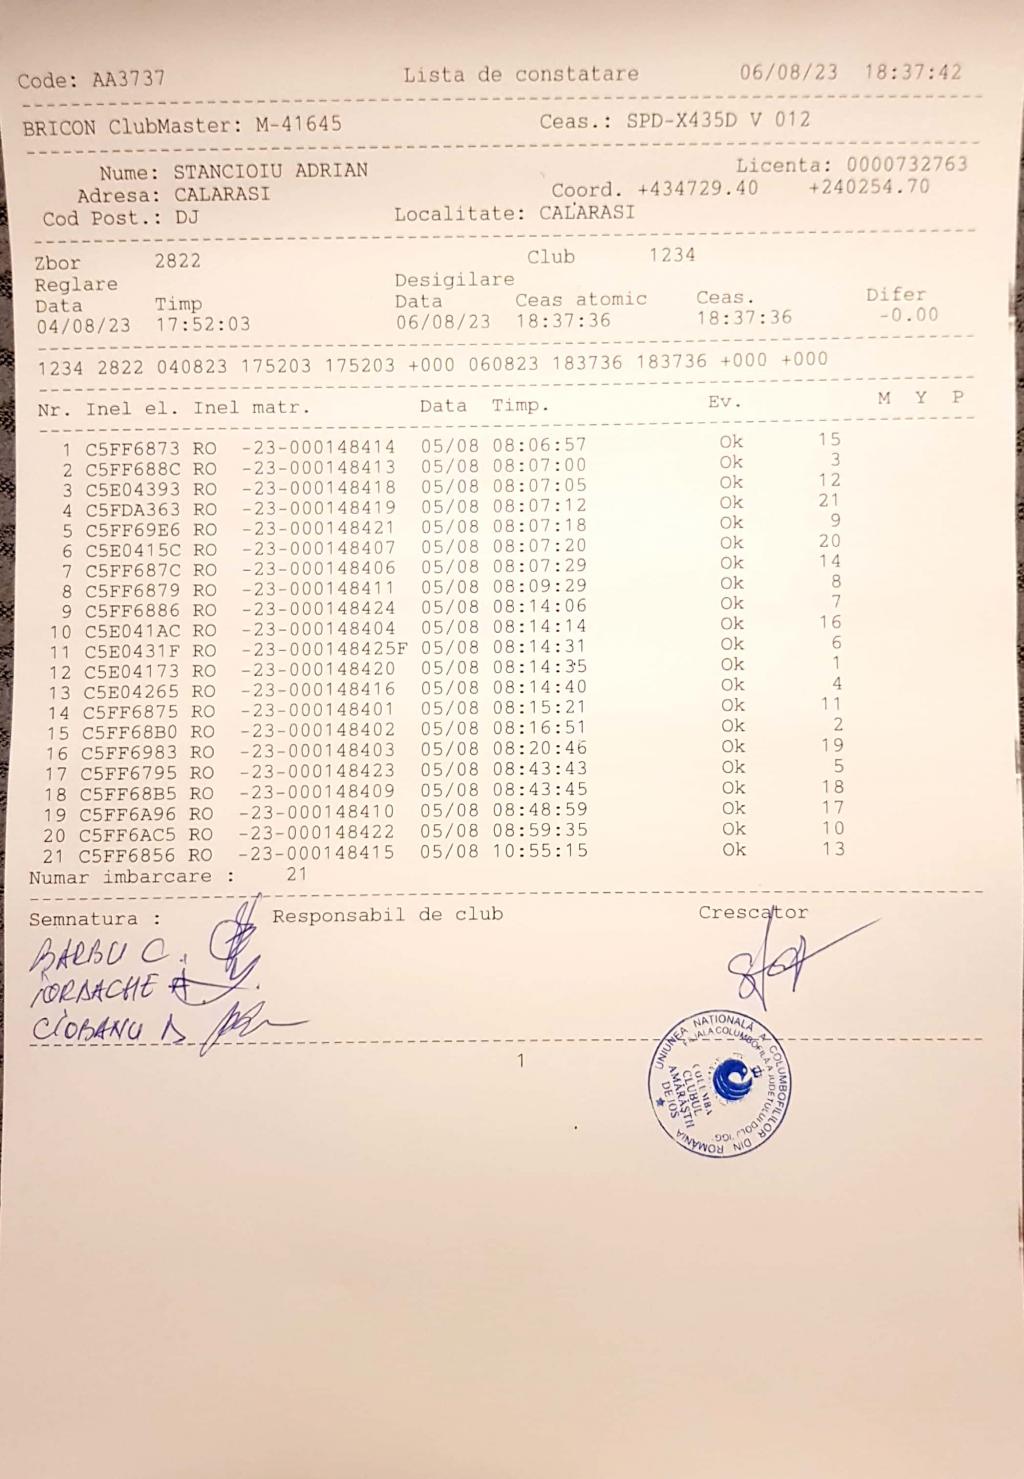 Code: AA3737 Lista de constatare 06/08/23 18:37:42
BRICON ClubMaster: M-41645 Ceas.: SPD-X435D V 012
Nume: STANCIOIU ADRIAN Licenta: 0000732763
Adresa: CALARASI Coord. +434729.40 +240254.70
Cod Post.: DJ Localitate: CALARASI
Zbor 2822 Club 1234
Reglare Desigilare
Data Timp Data Ceas atomic Ceas. Difer
04/08/23 17:52:03 06/08/23 18:37:36 18:37:36 -0.00
1234 2822 040823 175203 175203 +000 060823 183736 183736 +000 +000
Nr. Inel el. Inel matr. Data Timp. Ev. M Y P
1 C5FF6873 RO -23-000148414 05/08 08:06:57 Ok 15
2 C5FF688C RO -23-000148413 05/08 08:07:00 Ok 3
3 C5E04393 RO -23-000148418 05/08 08:07:05 Ok 12
4 C5FDA363 RO -23-000148419 05/08 08:07:12 Ok 21
5 C5FF69E6 RO -23-000148421 05/08 08:07:18 Ok 9
6 C5E0415C RO -23-000148407 05/08 08:07:20 Ok 20
7 C5FF687C RO -23-000148406 05/08 08:07:29 Ok 14
8 C5FF6879 RO -23-000148411 05/08 08:09:29 Ok 8
9 C5FF6886 RO -23-000148424 05/08 08:14:06 Ok 7
10 C5E041AC RO -23-000148404 05/08 08:14:14 Ok 16
11 C5E0431F RO -23-000148425F 05/08 08:14:31 Ok 6
12 C5E04173 RO -23-000148420 05/08 08:14:35 Ok 1
13 C5E04265 RO -23-000148416 05/08 08:14:40 Ok 4
14 C5FF6875 RO -23-000148401 05/08 08:15:21 Ok 11
15 C5FF68B0 RO -23-000148402 05/08 08:16:51 Ok 2
16 C5FF6983 RO -23-000148403 05/08 08:20:46 Ok 19
17 C5FF6795 RO -23-000148423 05/08 08:43:43 Ok 5
18 C5FF68B5 RO -23-000148409 05/08 08:43:45 Ok 18
19 C5FF6A96 RO -23-000148410 05/08 08:48:59 Ok 17
20 C5FF6AC5 RO -23-000148422 05/08 08:59:35 Ok 10
21 C5FF6856 RO -23-000148415 05/08 10:55:15 Ok 13
Numar imbarcare : 21
Semnatura : Responsabil de club Crescator
BARBU C.
IORDACHE A
CIOBANU D
1
UNIUNEA NATIONALĂ A COLUMBOFILILOR DIN ROMÂNIA
FILIALA COLUMBOFILĂ A JUDEȚULUI DOLJ
COLUMBA
CLUBUL
AMĂRĂȘTII
DE JOS